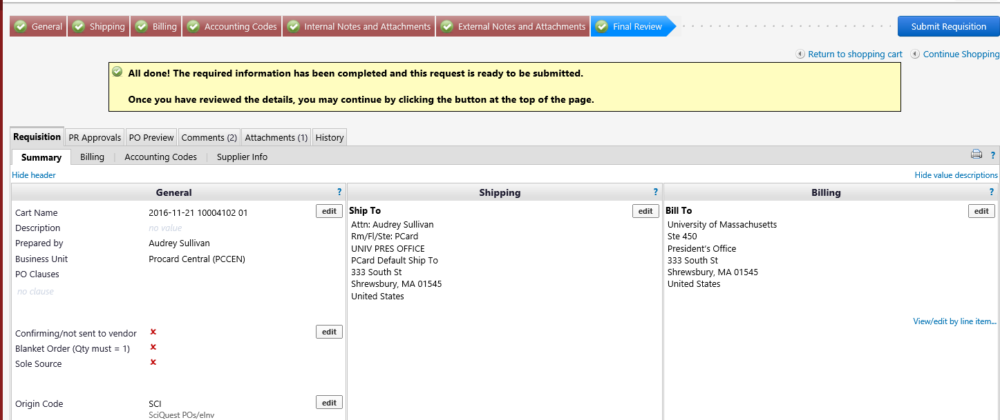 General
Shipping
Billing
Accounting Codes
Internal Notes and Attachments
External Notes and Attachments
Final Review
Submit Requisition
Return to shopping cart
Continue Shopping
All done! The required information has been completed and this request is ready to be submitted.
Once you have reviewed the details, you may continue by clicking the button at the top of the page.
Requisition
PR Approvals
PO Preview
Comments (2)
Attachments (1)
History
Summary
Billing
Accounting Codes
Supplier Info
?
Hide header
Hide value descriptions
General
?
Cart Name 2016-11-21 10004102 01
edit
Description no value
Prepared by Audrey Sullivan
Business Unit Procard Central (PCCEN)
PO Clauses
no clause
Confirming/not sent to vendor
edit
Blanket Order (Qty must = 1)
Sole Source
Origin Code SCI
edit
SciQuest POs/eInv
Shipping
?
Ship To
edit
Attn: Audrey Sullivan
Rm/Fl/Ste: PCard
UNIV PRES OFFICE
PCard Default Ship To
333 South St
Shrewsbury, MA 01545
United States
Billing
?
Bill To
edit
University of Massachusetts
Ste 450
President's Office
333 South St
Shrewsbury, MA 01545
United States
View/edit by line item...